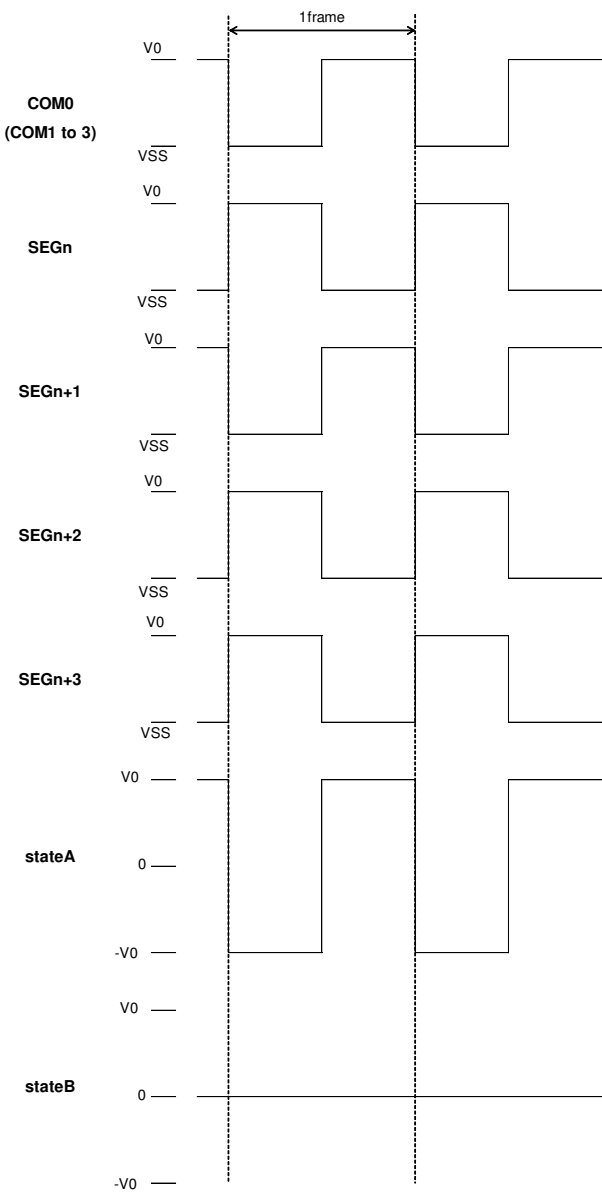 1frame
V0
COM0
(COM1 to 3)
VSS
V0
SEGn
VSS
V0
SEGn+1
VSS
V0
SEGn+2
VSS
V0
SEGn+3
VSS
V0
stateA
0
-V0
V0
stateB
0
-V0